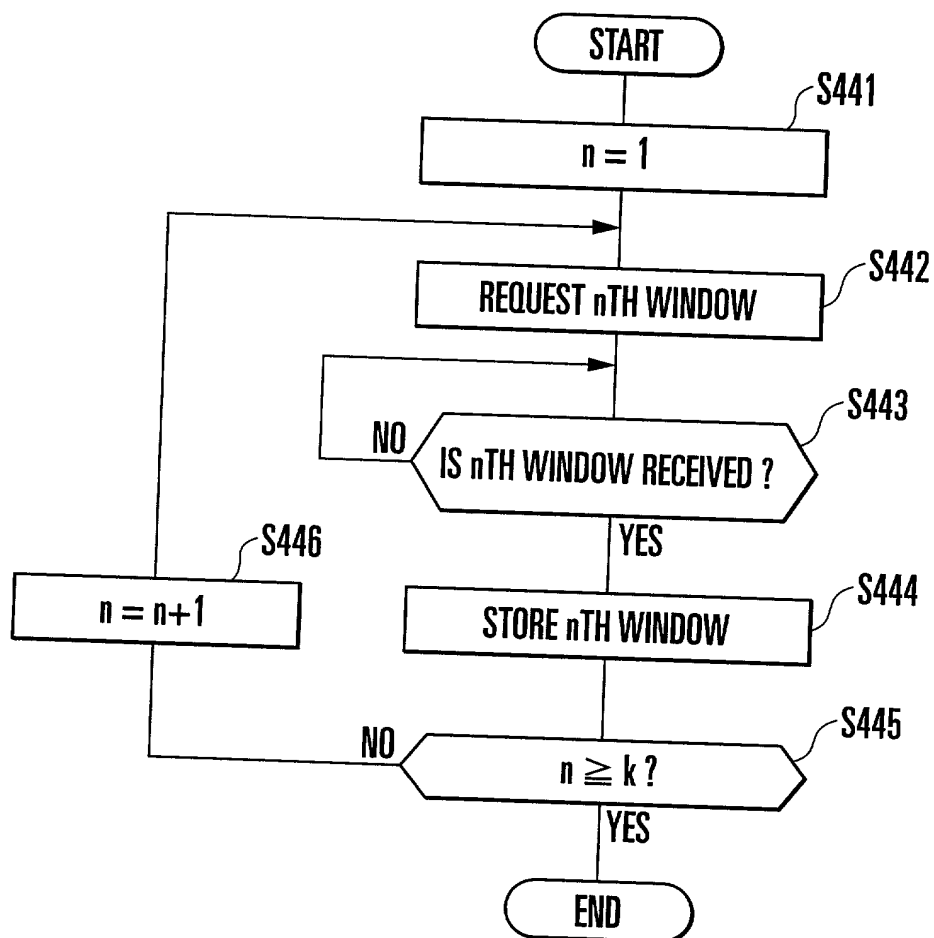 START
S441
n = 1
S442
REQUEST nTH WINDOW
S443
NO
IS nTH WINDOW RECEIVED ?
YES
S446
n = n+1
S444
STORE nTH WINDOW
S445
NO
n ≧ k ?
YES
END